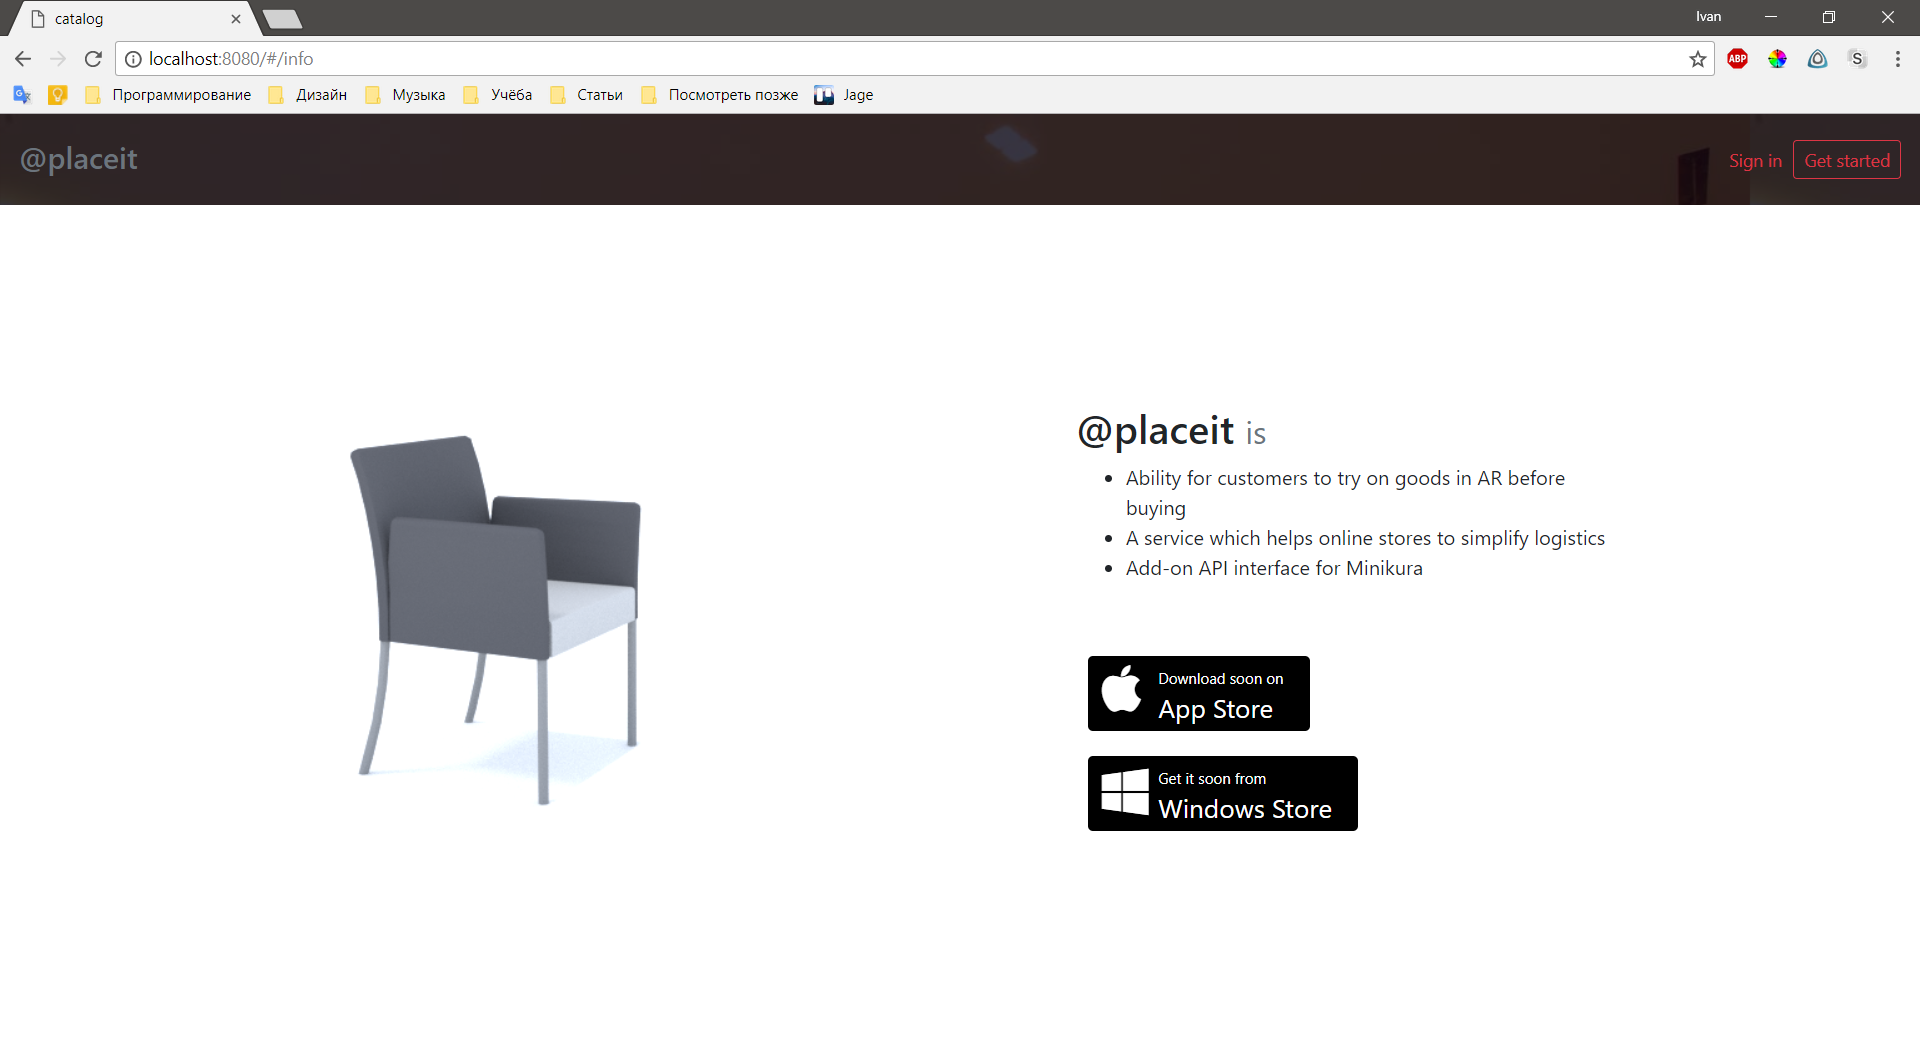 catalog
Ivan
localhost:8080/#/info
ABP
S
Программирование
Дизайн
Музыка
Учёба
Статьи
Посмотреть позже
Jage
@placeit
Sign in
Get started
@placeit is
Ability for customers to try on goods in AR before
buying
A service which helps online stores to simplify logistics
Add-on API interface for Minikura
Download soon on
App Store
Get it soon from
Windows Store